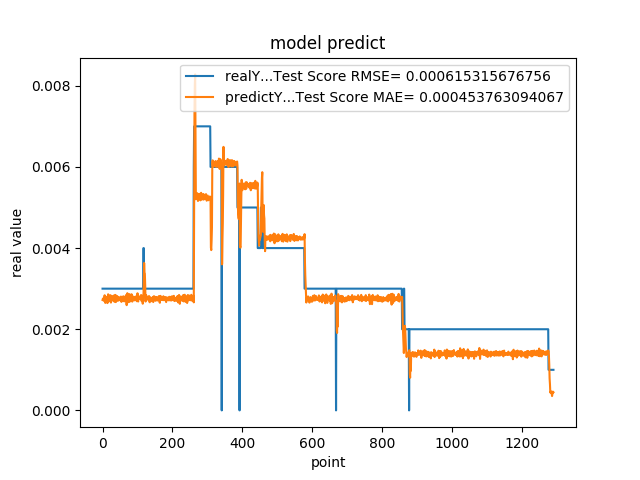 model predict
realY...Test Score RMSE= 0.000615315676756
predictY...Test Score MAE= 0.000453763094067
0.008
0.006
0.004
0.002
0.000
real value
0
200
400
600
800
1000
1200
point